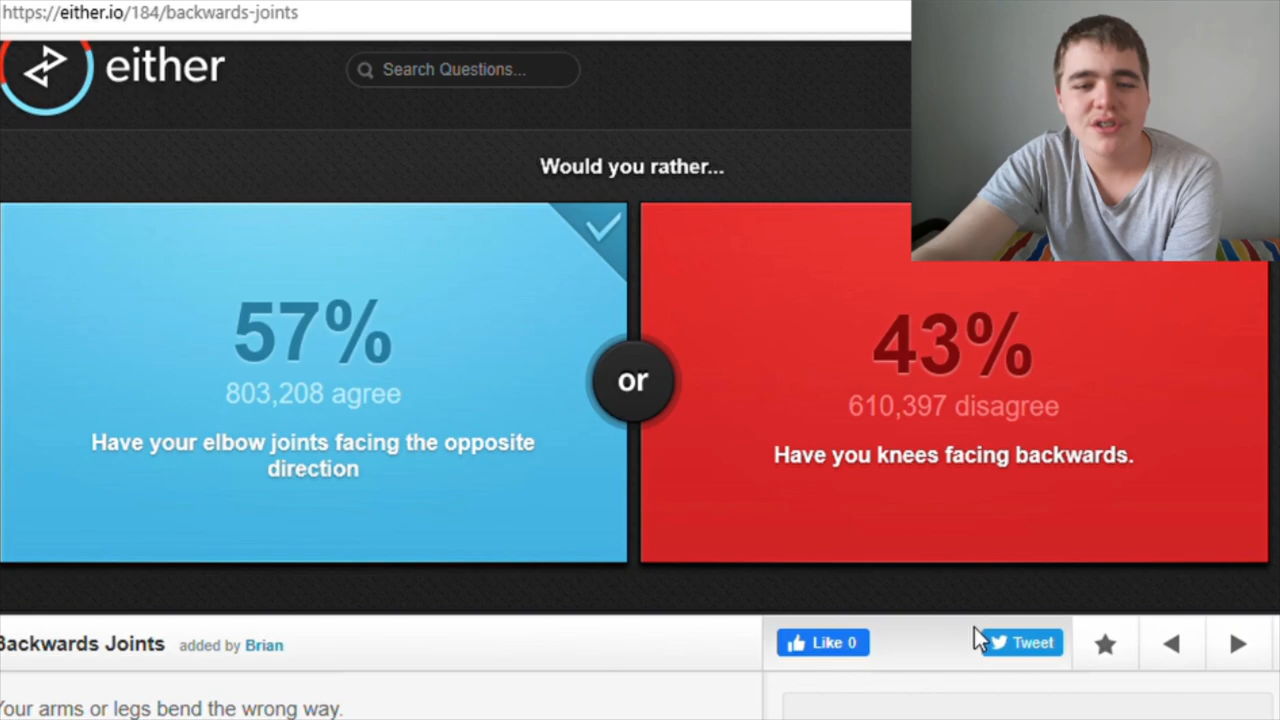 https://either.io/184/backwards-joints
either
Search Questions...
Would you rather...
57%
803,208 agree
Have your elbow joints facing the opposite
direction
or
43%
610,397 disagree
Have you knees facing backwards.
Backwards Joints added by Brian
Like 0
Tweet
Your arms or legs bend the wrong way.